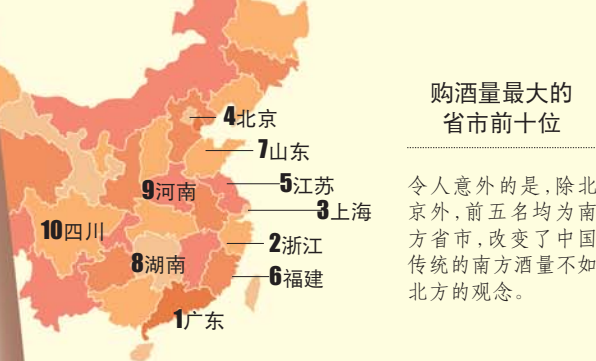 购酒量最大的
省市前十位
令人意外的是，除北
京外，前五名均为南
方省市，改变了中国
传统的南方酒量不如
北方的观念。
4北京
7山东
5江苏
9河南
3上海
10四川
2浙江
8湖南
6福建
1广东